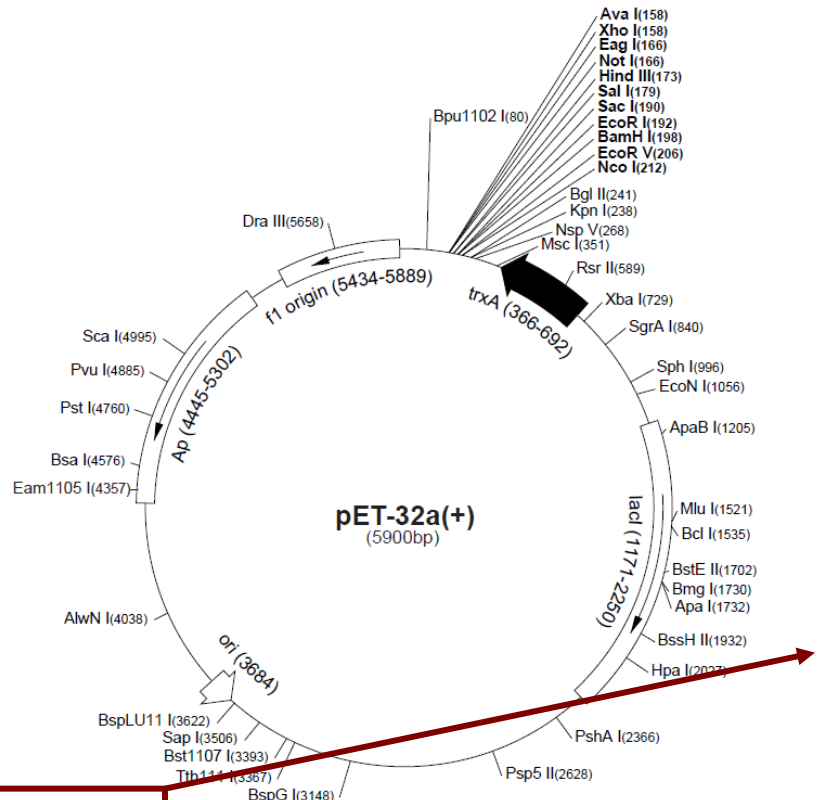 Ava I(158)
Xho I(158)
Eag I(166)
Not I(166)
Hind III(173)
Sal I(179)
Sac I(190)
EcoR I(192)
BamH I(198)
EcoR V(206)
Nco I(212)
Bpu1102 I(80)
Bgl II(241)
Kpn I(238)
Nsp V(268)
Msc I(351)
Rsr II(589)
Xba I(729)
SgrA I(840)
Sph I(996)
EcoN I(1056)
ApaB I(1205)
Mlu I(1521)
Bcl I(1535)
BstE II(1702)
Bmg I(1730)
Apa I(1732)
BssH II(1932)
Hpa I(2027)
PshA I(2366)
Psp5 II(2628)
BspG I(3148)
Tth111 I(3367)
Bst1107 I(3393)
Sap I(3506)
BspLU11 I(3622)
AlwN I(4038)
Eam1105 I(4357)
Bsa I(4576)
Pst I(4760)
Pvu I(4885)
Sca I(4995)
Dra III(5658)
f1 origin (5434-5889)
trxA (366-692)
Ap (4445-5302)
lacI (1171-2250)
ori (3684)
pET-32a(+)
(5900bp)